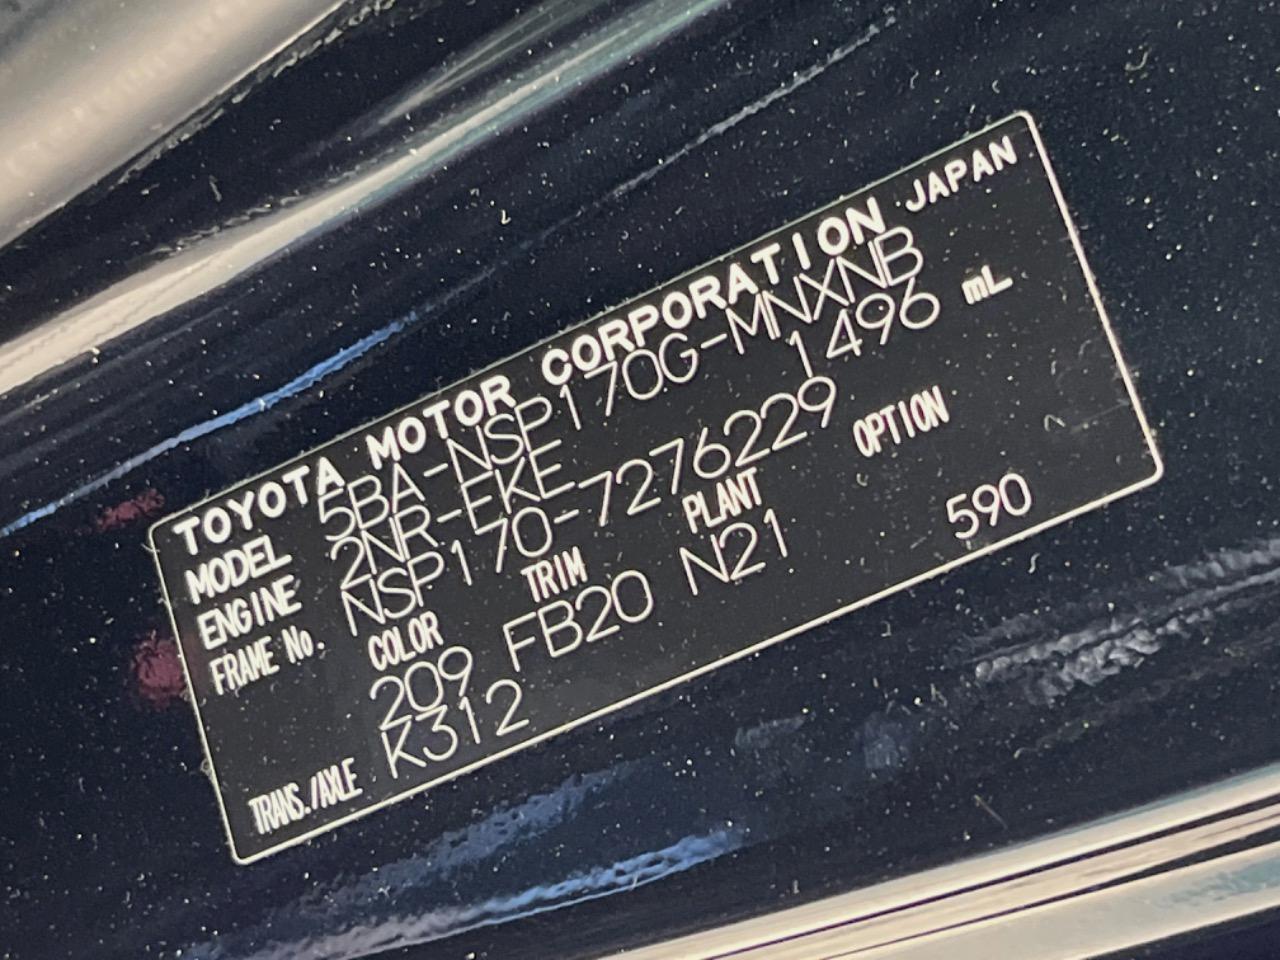 TOYOTA MOTOR CORPORATION JAPAN
MODEL 5BA-NSP170G-MNXNB
ENGINE 2NR-EKE 1496 mL
FRAME No. NSP170-7276229
COLOR TRIM PLANT OPTION
209 FB20 N21 590
TRANS./AXLE K312